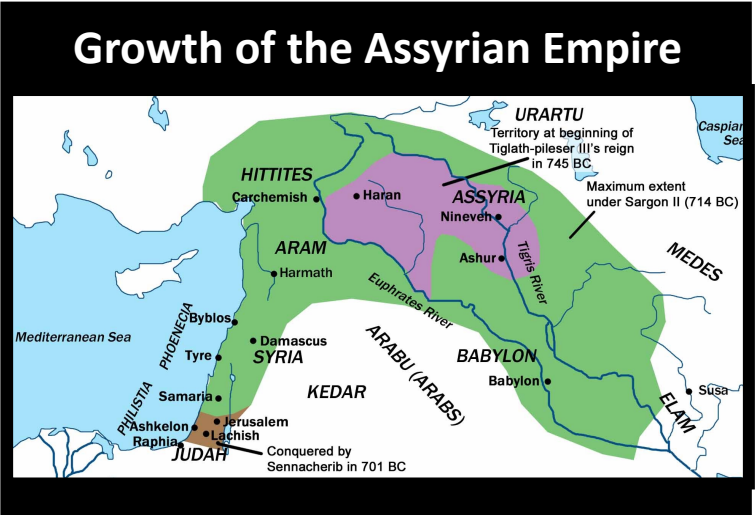 Growth of the Assyrian Empire
URARTU
Caspian
Sea
Territory at beginning of
Tiglath-pileser III's reign
in 745 BC
HITTITES
Carchemish
Haran
ASSYRIA
Nineveh
Maximum extent
under Sargon II (714 BC)
ARAM
Harmath
Ashur
Tigris River
MEDES
Euphrates River
PHOENECIA
Byblos
Mediterranean Sea
Damascus
Tyre
SYRIA
ARABU (ARABS)
BABYLON
Babylon
KEDAR
Susa
ELAM
PHILISTIA
Samaria
Ashkelon
Jerusalem
Raphia
Lachish
JUDAH
Conquered by
Sennacherib in 701 BC